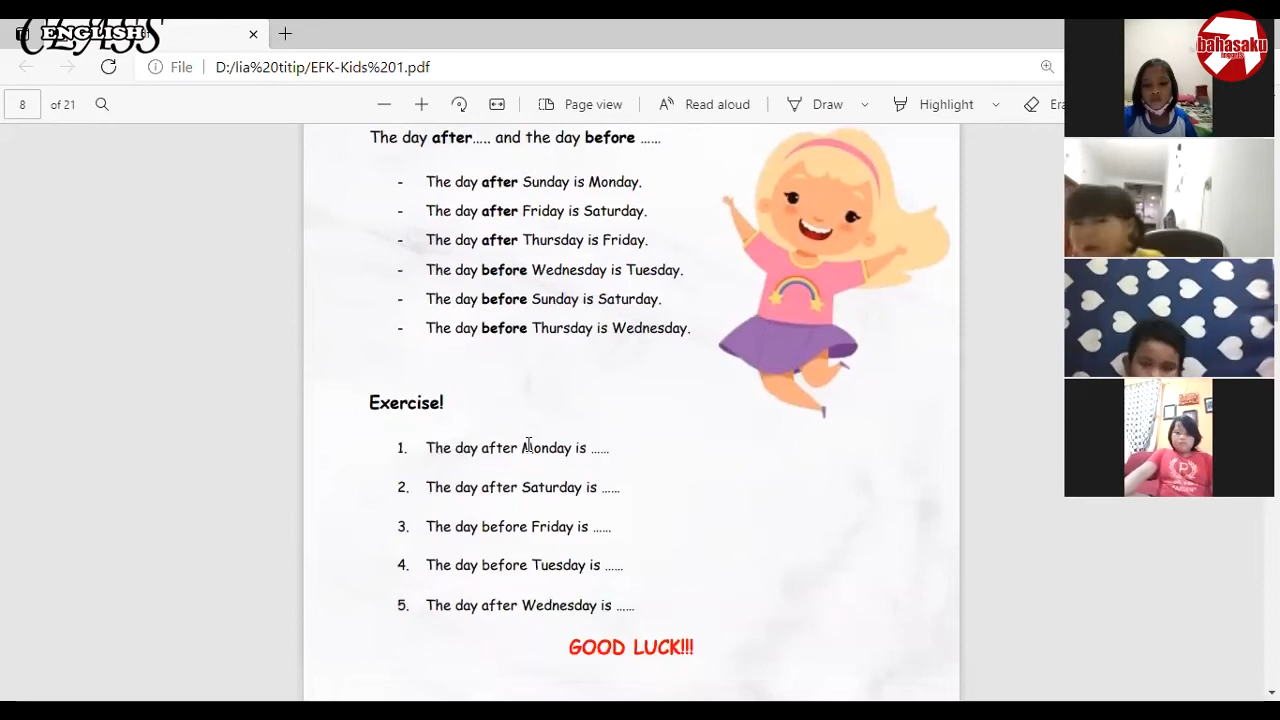 ENGLISH
CLASS
File D:/lia%20titip/EFK-Kids%201.pdf
8 of 21 Page view Read aloud Draw Highlight Era
bahasaku
The day after..... and the day before ......
- The day after Sunday is Monday.
- The day after Friday is Saturday.
- The day after Thursday is Friday.
- The day before Wednesday is Tuesday.
- The day before Sunday is Saturday.
- The day before Thursday is Wednesday.
Exercise!
1. The day after Monday is ......
2. The day after Saturday is ......
3. The day before Friday is ......
4. The day before Tuesday is ......
5. The day after Wednesday is ......
GOOD LUCK!!!